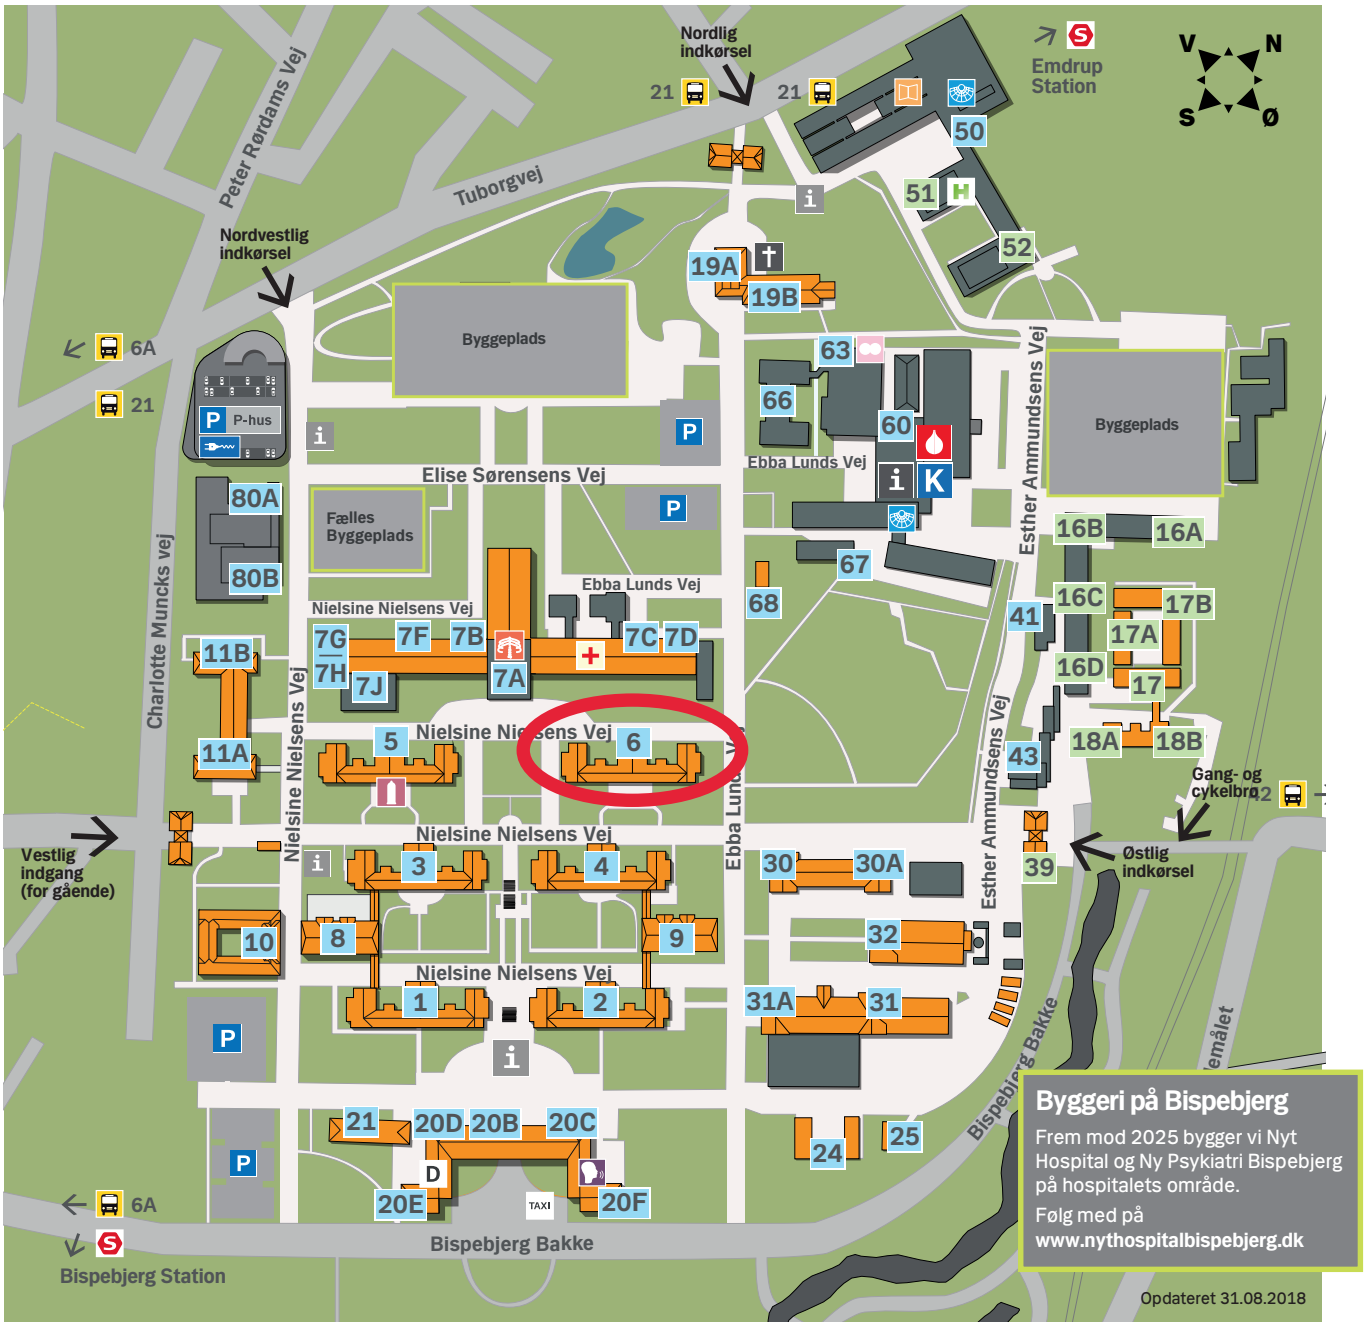 Nordlig
indkørsel
S
Emdrup
Station
V
N
S
Ø
21
21
50
Peter Rørdams Vej
Tuborgvej
51
H
i
52
Nordvestlig
indkørsel
19A
19B
6A
21
P
P-hus
i
Byggeplads
P
63
66
60
i
K
Ebba Lunds Vej
Esther Ammundsens Vej
Byggeplads
Elise Sørensens Vej
P
80A
80B
Fælles
Byggeplads
Charlotte Muncks vej
16B
16A
67
68
Ebba Lunds Vej
Nielsine Nielsens Vej
7G
7H
7F
7B
7A
7C
7D
7J
16C
17B
41
17A
16D
17
11B
11A
Nielsine Nielsens Vej
Nielsine Nielsens Vej
5
6
Ebba Lunds Vej
Esther Ammundsens Vej
18A
18B
43
Gang- og
cykelbro
42
Vestlig
indgang
(for gående)
Nielsine Nielsens Vej
i
3
4
30
30A
39
Østlig
indkørsel
10
8
9
32
Nielsine Nielsens Vej
1
2
31A
31
P
i
Bispebjerg Bakke
21
20D
20B
20C
24
25
P
D
20E
TAXI
20F
6A
S
Bispebjerg Station
Bispebjerg Bakke
Byggeri på Bispebjerg
Frem mod 2025 bygger vi Nyt
Hospital og Ny Psykiatri Bispebjerg
på hospitalets område.
Følg med på
www.nythospitalbispebjerg.dk
Opdateret 31.08.2018